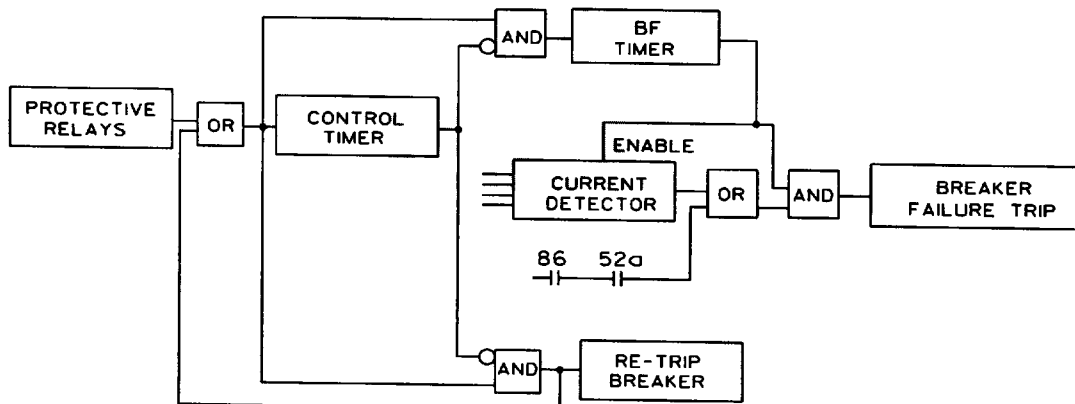 AND
BF
TIMER
PROTECTIVE
RELAYS
OR
CONTROL
TIMER
ENABLE
CURRENT
DETECTOR
OR
AND
BREAKER
FAILURE TRIP
86 52a
AND
RE-TRIP
BREAKER